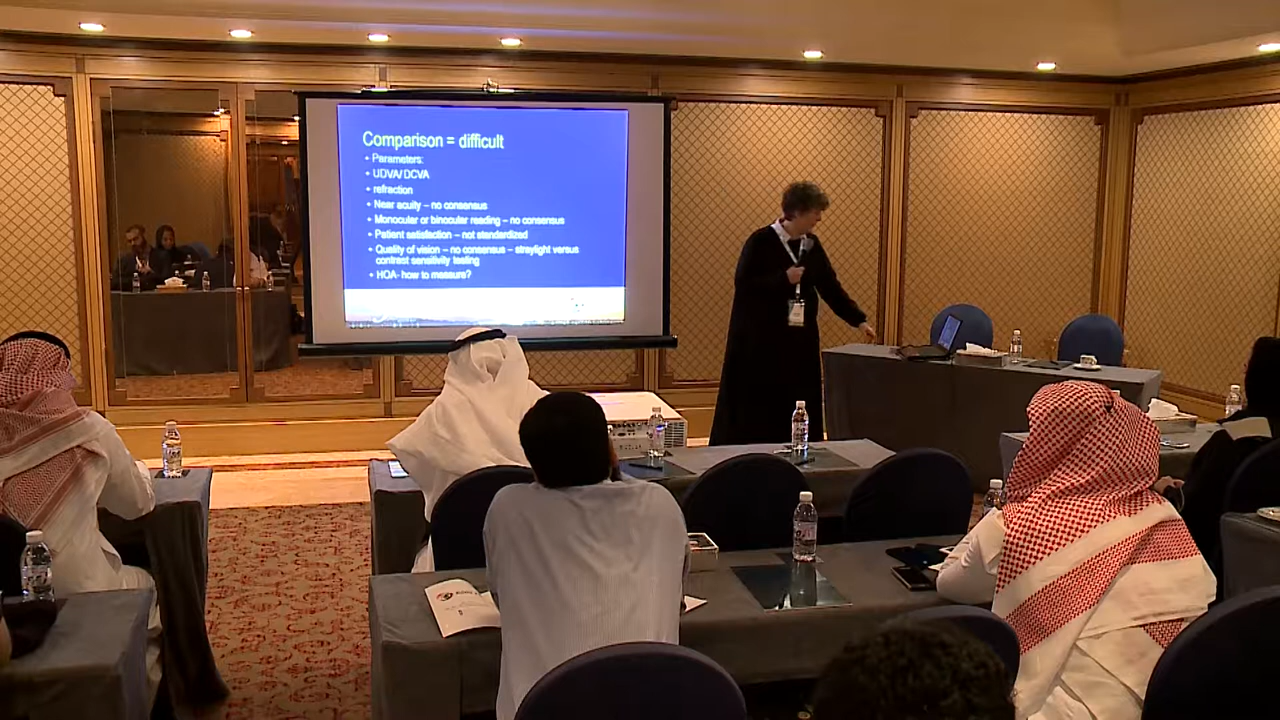 Comparison = difficult
• Parameters:
• UDVA/ DCVA
• refraction
• Near acuity – no consensus
• Monocular or binocular reading – no consensus
• Patient satisfaction – not standardized
• Quality of vision – no consensus – straylight versus
contrast sensitivity testing
• HOA- how to measure?